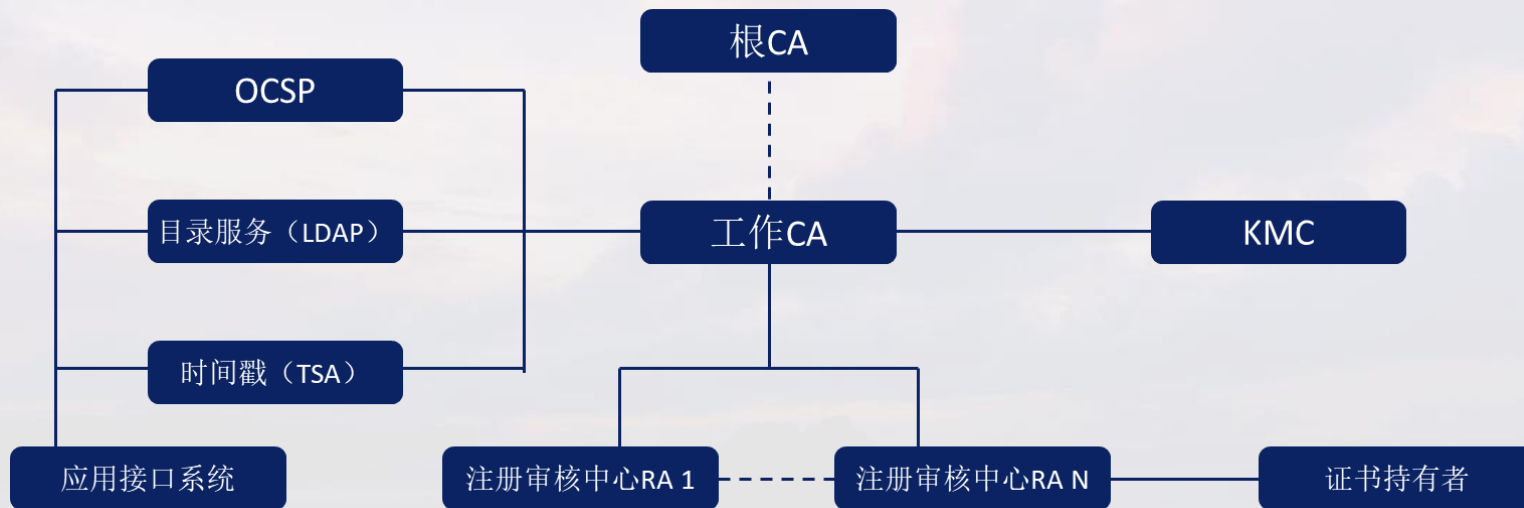 根CA
OCSP
目录服务（LDAP）
工作CA
KMC
时间戳（TSA）
应用接口系统
注册审核中心RA 1
注册审核中心RA N
证书持有者